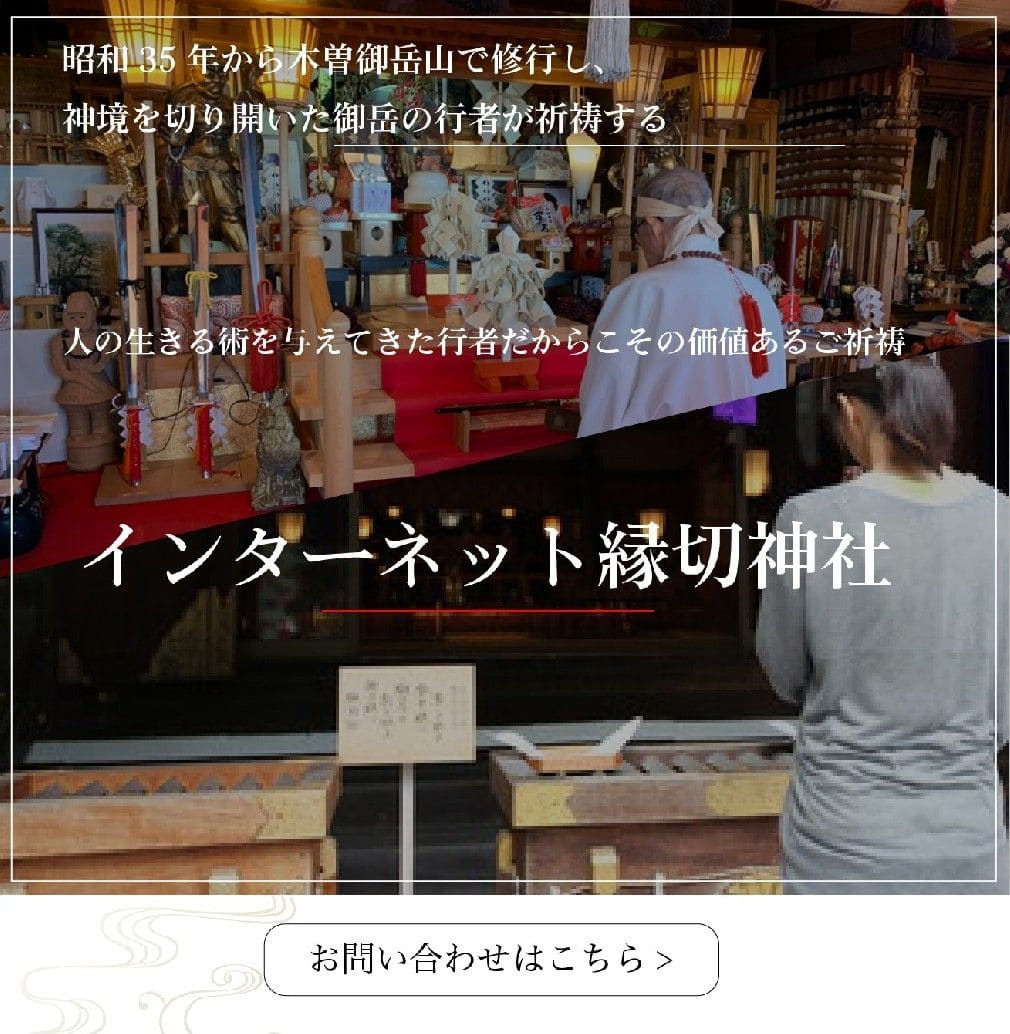 昭和35年から木曽御岳山で修行し、
神境を切り開いた御岳の行者が祈祷する
人の生きる術を与えてきた行者だからこその価値あるご祈祷
インターネット縁切神社
お問い合わせはこちら >